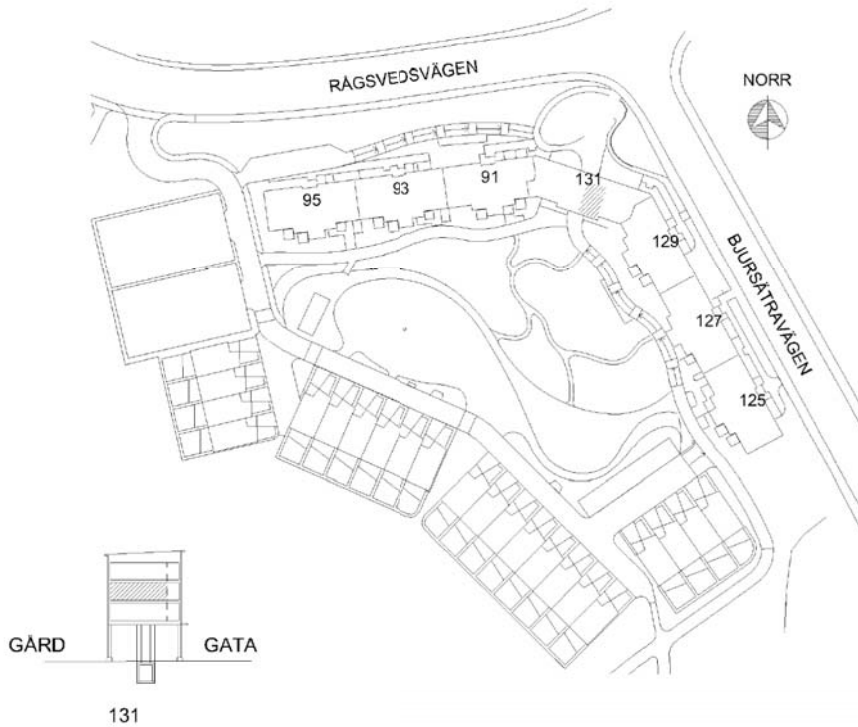 RÅGSVEDSVÄGEN
NORR
95
93
91
131
129
BJURSÄTRAVÄGEN
127
125
GÅRD
GATA
131